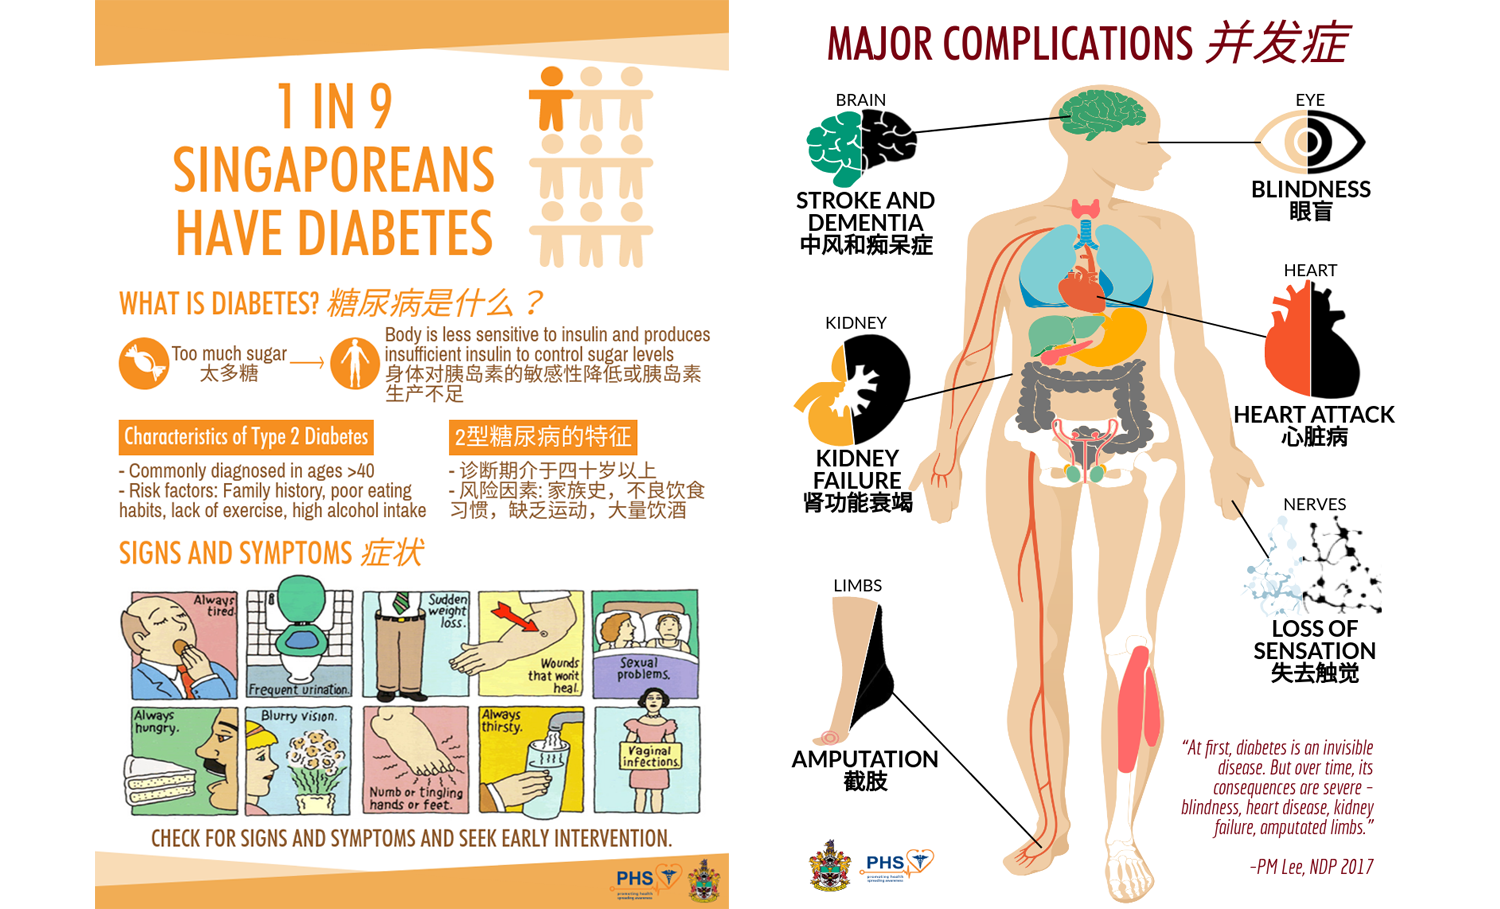 1 IN 9
SINGAPOREANS
HAVE DIABETES
WHAT IS DIABETES? 糖尿病是什么？
Too much sugar
太多糖
Body is less sensitive to insulin and produces
insufficient insulin to control sugar levels
身体对胰岛素的敏感性降低或胰岛素
生产不足
Characteristics of Type 2 Diabetes
- Commonly diagnosed in ages >40
- Risk factors: Family history, poor eating
habits, lack of exercise, high alcohol intake
2型糖尿病的特征
- 诊断期介于四十岁以上
- 风险因素: 家族史，不良饮食
习惯，缺乏运动，大量饮酒
SIGNS AND SYMPTOMS 症状
Always
tired.
Frequent urination.
Sudden
weight
loss.
Wounds
that won't
heal.
Sexual
problems.
Always
hungry.
Blurry vision.
Numb or tingling
hands or feet.
Always
thirsty.
Vaginal
infections.
CHECK FOR SIGNS AND SYMPTOMS AND SEEK EARLY INTERVENTION.
PHS
promoting health
spreading awareness
MAJOR COMPLICATIONS 并发症
BRAIN
STROKE AND
DEMENTIA
中风和痴呆症
EYE
BLINDNESS
眼盲
HEART
HEART ATTACK
心脏病
KIDNEY
KIDNEY
FAILURE
肾功能衰竭
NERVES
LOSS OF
SENSATION
失去触觉
LIMBS
AMPUTATION
截肢
“At first, diabetes is an invisible
disease. But over time, its
consequences are severe –
blindness, heart disease, kidney
failure, amputated limbs.”
–PM Lee, NDP 2017
PHS
promoting health
spreading awareness